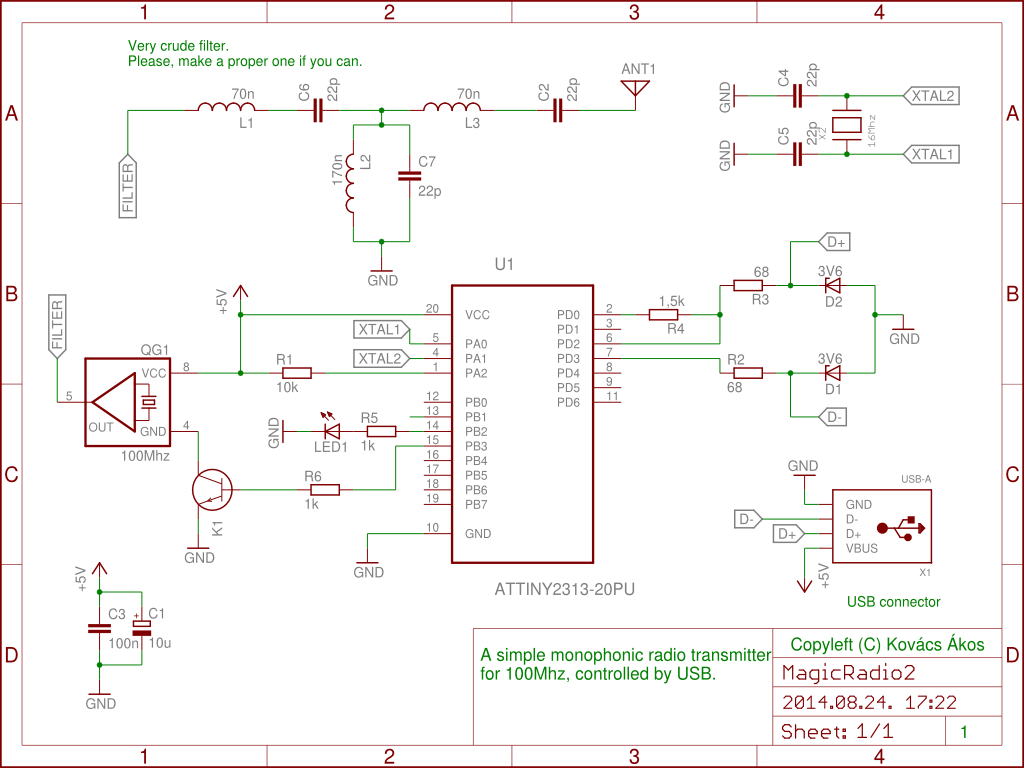 1 2 3 4
Very crude filter.
Please, make a proper one if you can.
A
70n
L1
C6
22p
70n
L3
C2
22p
ANT1
FILTER
170n
L2
C7
22p
GND
GND
C4
22p
XTAL2
X2
16Mhz
GND
C5
22p
XTAL1
A
B
FILTER
+5V
QG1
VCC
8
5
OUT
GND
4
100Mhz
R1
10k
XTAL1
XTAL2
GND
LED1
R5
1k
R6
1k
K1
GND
GND
U1
20 VCC
5 PA0
4 PA1
1 PA2
12 PB0
13 PB1
14 PB2
15 PB3
16 PB4
17 PB5
18 PB6
19 PB7
10 GND
PD0 2
PD1 3
PD2 6
PD3 7
PD4 8
PD5 9
PD6 11
ATTINY2313-20PU
1,5k
R4
68
R3
D+
3V6
D2
GND
R2
68
3V6
D1
D-
B
C
GND
USB-A
GND
D-
D+
VBUS
D-
D+
+5V
X1
USB connector
C
D
+5V
C3
100n
+
C1
10u
GND
A simple monophonic radio transmitter
for 100Mhz, controlled by USB.
Copyleft (C) Kovács Ákos
MagicRadio2
2014.08.24. 17:22
Sheet: 1/1
1
D
1 2 3 4